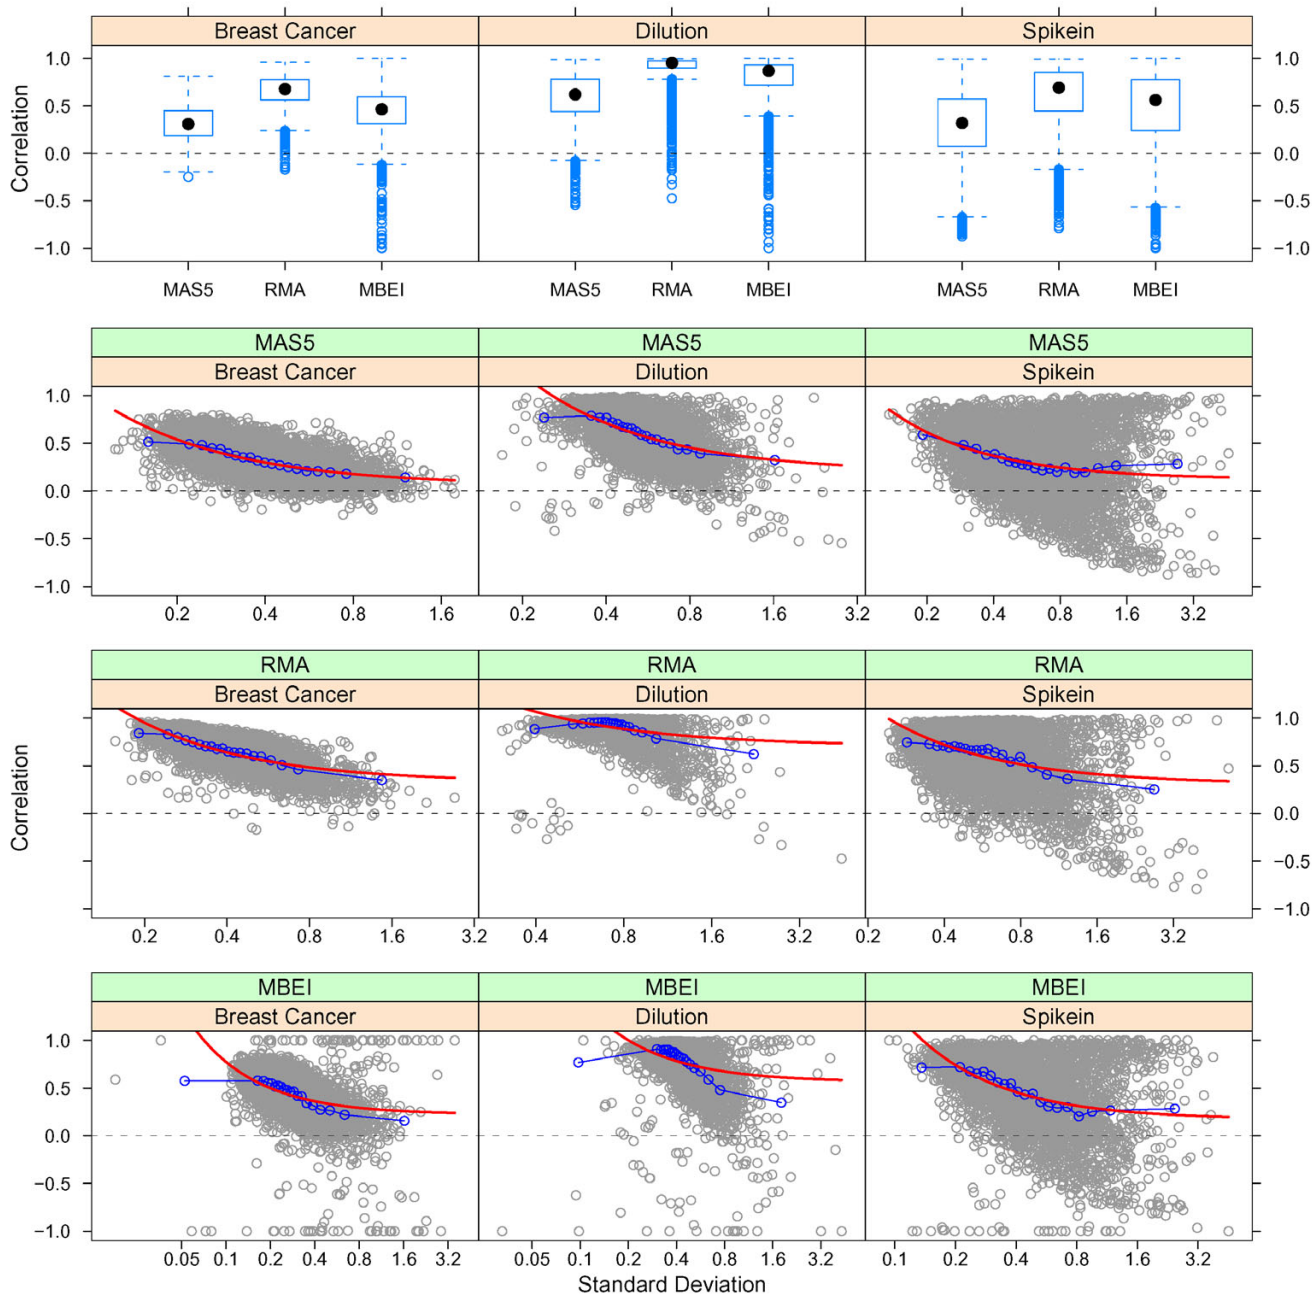 Breast Cancer Dilution Spikein
1.0 1.0
0.5 0.5
0.0 0.0
−0.5 −0.5
−1.0 −1.0
Correlation
MAS5 RMA MBEI MAS5 RMA MBEI MAS5 RMA MBEI
MAS5 MAS5 MAS5
Breast Cancer Dilution Spikein
1.0
0.5
0.0
−0.5
−1.0
0.2 0.4 0.8 1.6 0.2 0.4 0.8 1.6 3.2 0.2 0.4 0.8 1.6 3.2
RMA RMA RMA
Breast Cancer Dilution Spikein
1.0
0.5
0.0
−0.5
−1.0
Correlation
0.2 0.4 0.8 1.6 3.2 0.4 0.8 1.6 3.2 0.2 0.4 0.8 1.6 3.2
MBEI MBEI MBEI
Breast Cancer Dilution Spikein
1.0
0.5
0.0
−0.5
−1.0
0.05 0.1 0.2 0.4 0.8 1.6 3.2 0.05 0.1 0.2 0.4 0.8 1.6 3.2 0.1 0.2 0.4 0.8 1.6 3.2
Standard Deviation